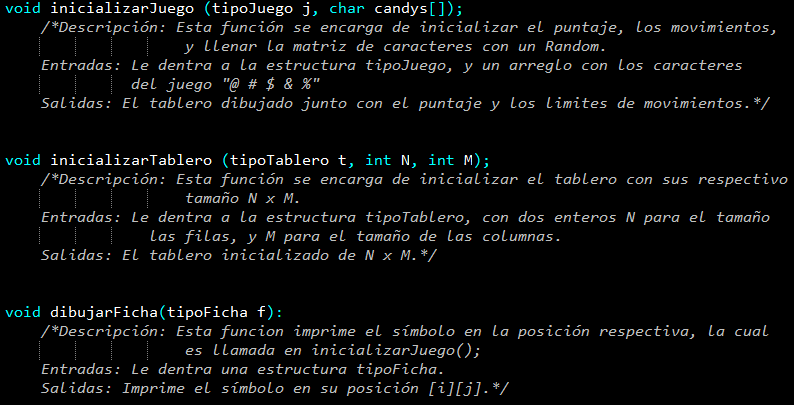 void inicializarJuego (tipoJuego j, char candys[]);
/*Descripción: Esta función se encarga de inicializar el puntaje, los movimientos,
y llenar la matriz de caracteres con un Random.
Entradas: Le dentra a la estructura tipoJuego, y un arreglo con los caracteres
del juego "@ # $ & %"
Salidas: El tablero dibujado junto con el puntaje y los limites de movimientos.*/
void inicializarTablero (tipoTablero t, int N, int M);
/*Descripción: Esta función se encarga de inicializar el tablero con sus respectivo
tamaño N x M.
Entradas: Le dentra a la estructura tipoTablero, con dos enteros N para el tamaño
las filas, y M para el tamaño de las columnas.
Salidas: El tablero inicializado de N x M.*/
void dibujarFicha(tipoFicha f):
/*Descripción: Esta funcion imprime el símbolo en la posición respectiva, la cual
es llamada en inicializarJuego();
Entradas: Le dentra una estructura tipoFicha.
Salidas: Imprime el símbolo en su posición [i][j].*/